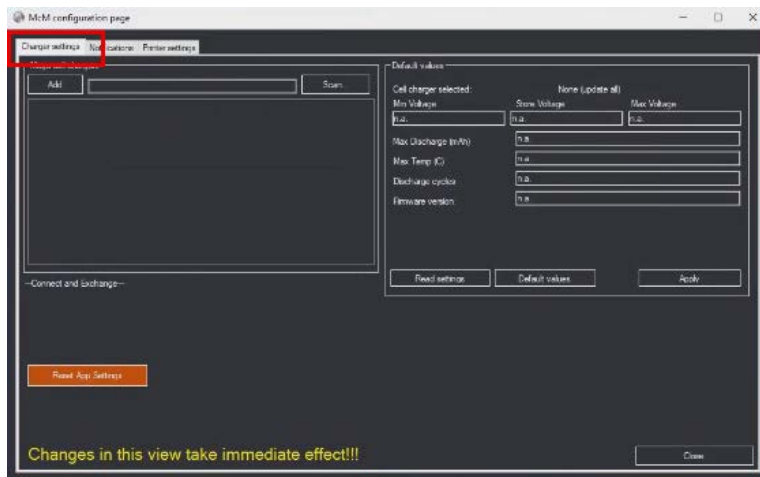 McM configuration page
Charger settings Notifications Printer settings
Add Scan
Default values
Cell charger selected: None (update all)
Min Voltage Store Voltage Max Voltage
n.a. n.a. n.a.
Max Discharge (mAh) n.a.
Max Temp (C) n.a.
Discharge cycles n.a.
Firmware version n.a.
Read settings Default values Apply
--Connect and Exchange--
Reset App Settings
Changes in this view take immediate effect!!!
Close